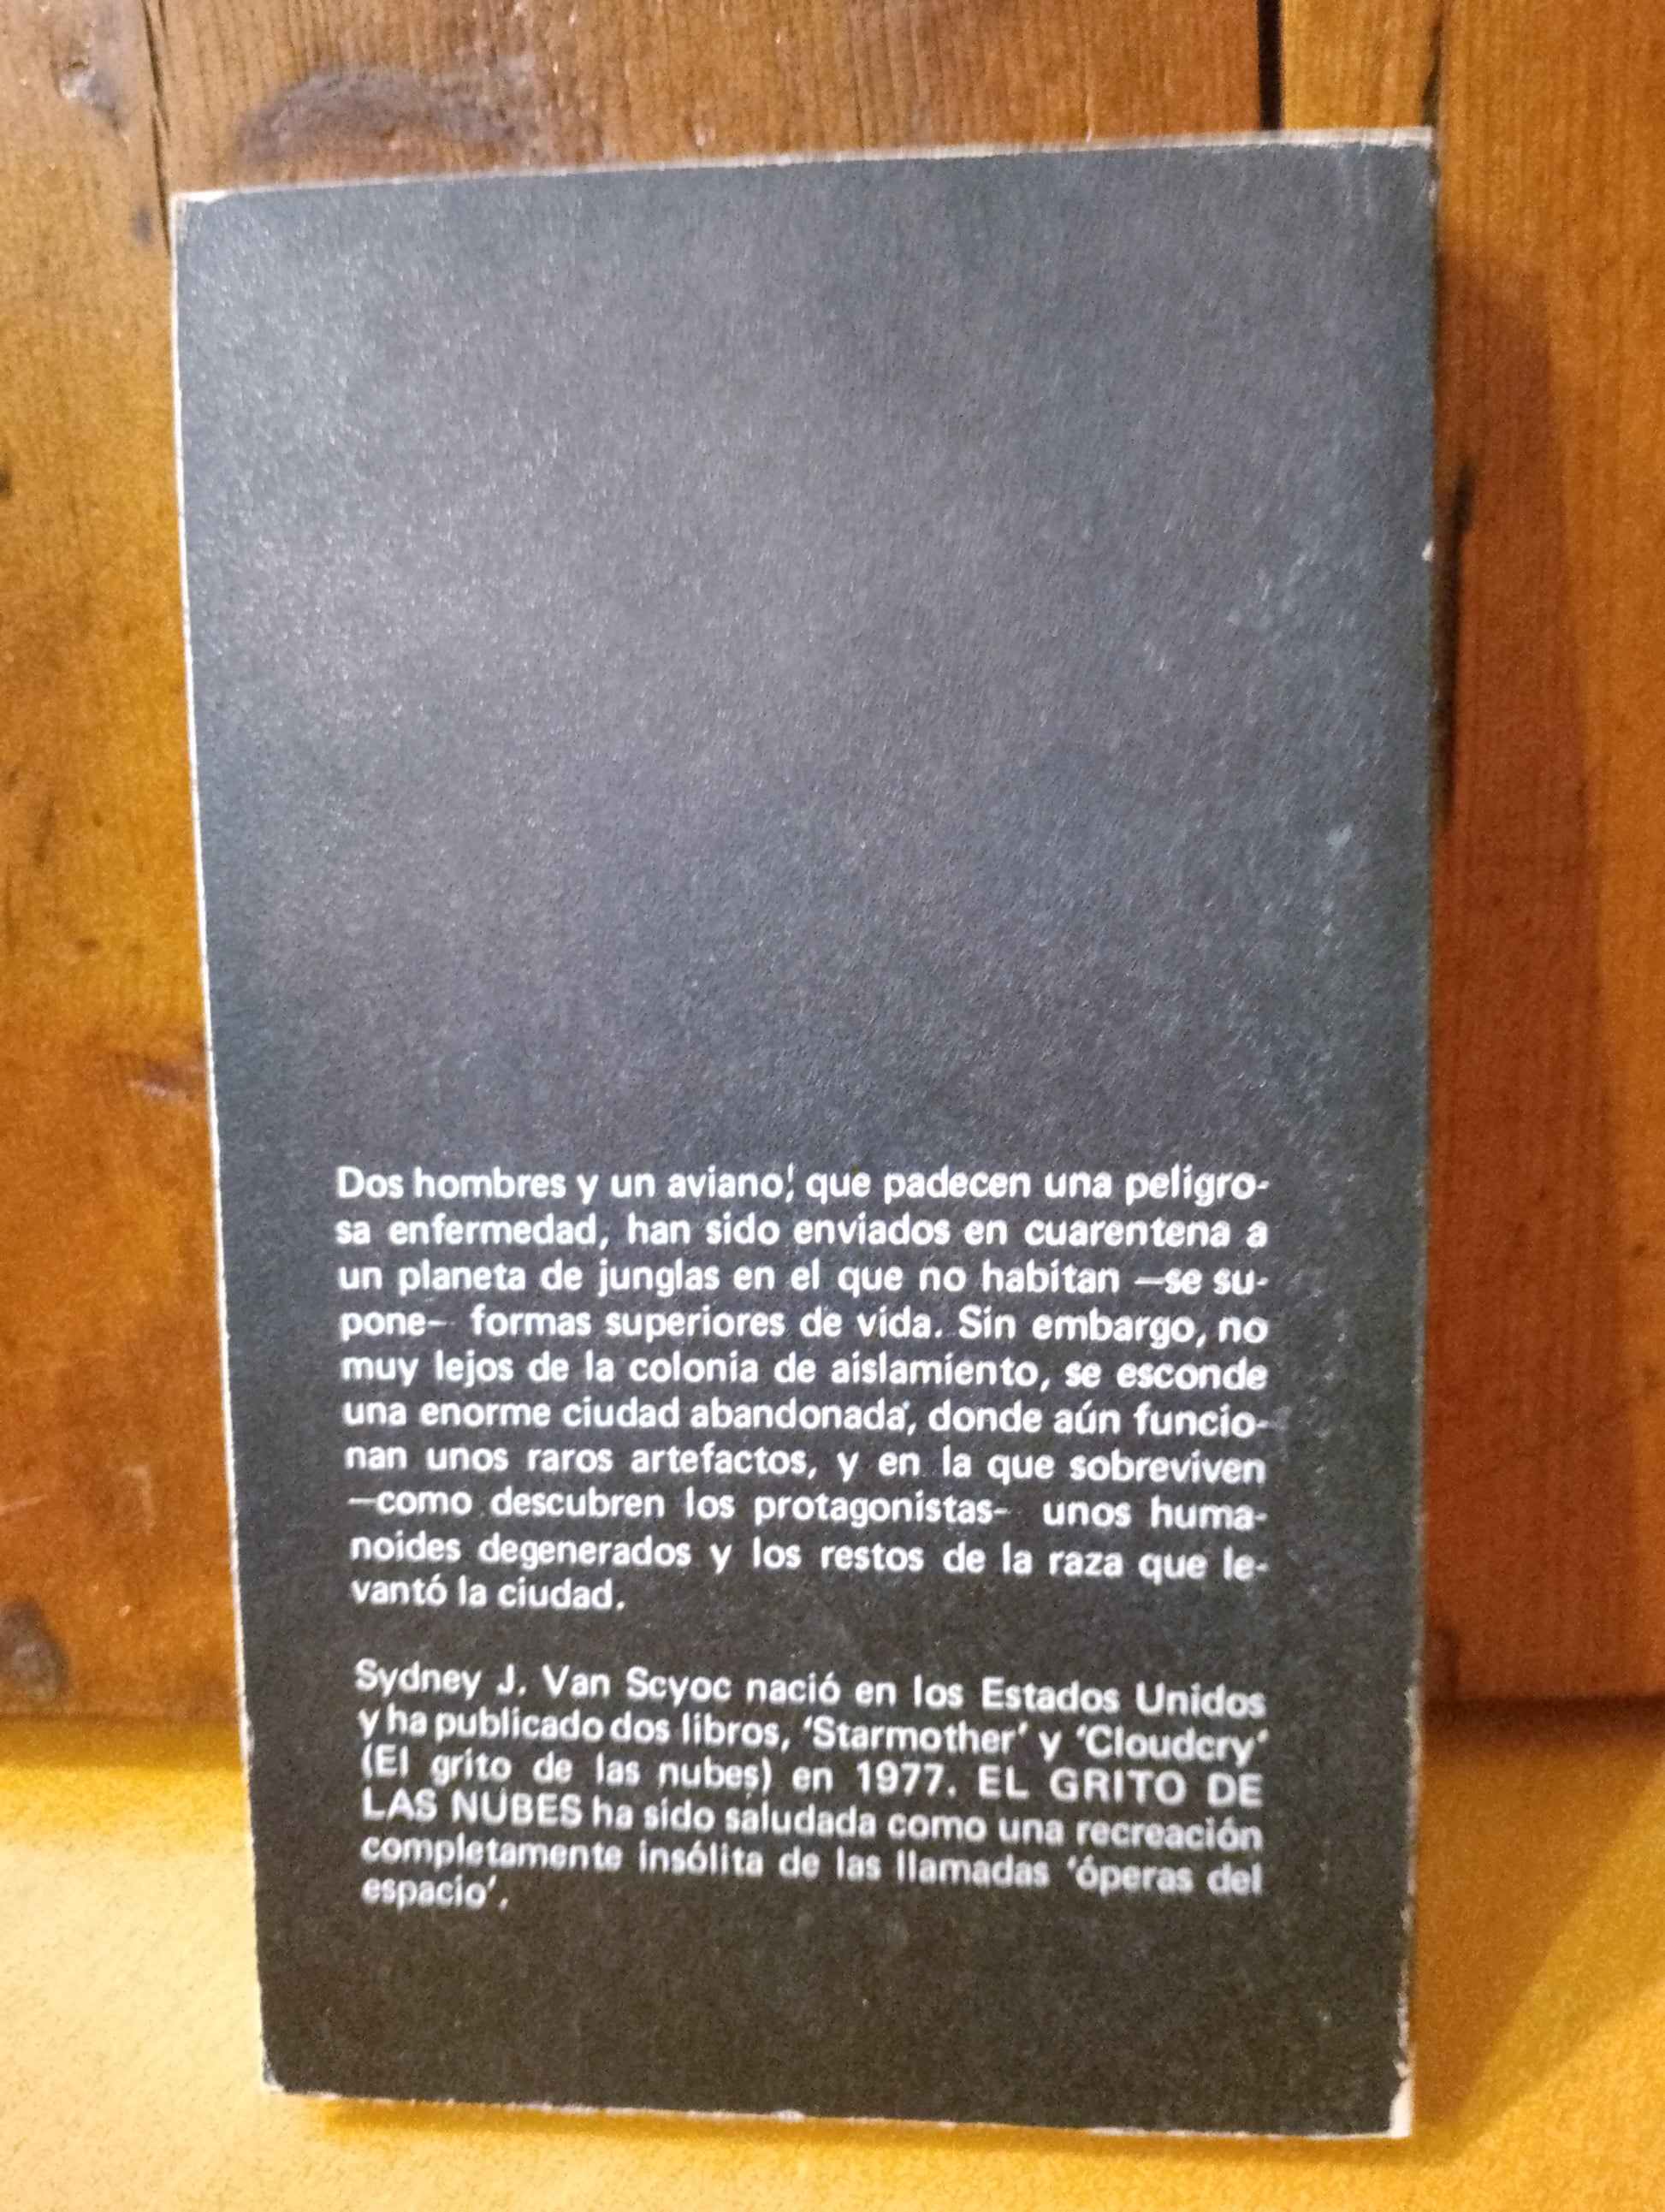 Dos hombres y un aviano, que padecen una peligro-
sa enfermedad, han sido enviados en cuarentena a
un planeta de junglas en el que no habitan —se su-
pone— formas superiores de vida. Sin embargo, no
muy lejos de la colonia de aislamiento, se esconde
una enorme ciudad abandonada, donde aún funcio-
nan unos raros artefactos, y en la que sobreviven
—como descubren los protagonistas— unos huma-
noides degenerados y los restos de la raza que le-
vantó la ciudad.
Sydney J. Van Scyoc nació en los Estados Unidos
y ha publicado dos libros, 'Starmother' y 'Cloudcry'
(El grito de las nubes) en 1977. EL GRITO DE
LAS NUBES ha sido saludada como una recreación
completamente insólita de las llamadas 'óperas del
espacio'.